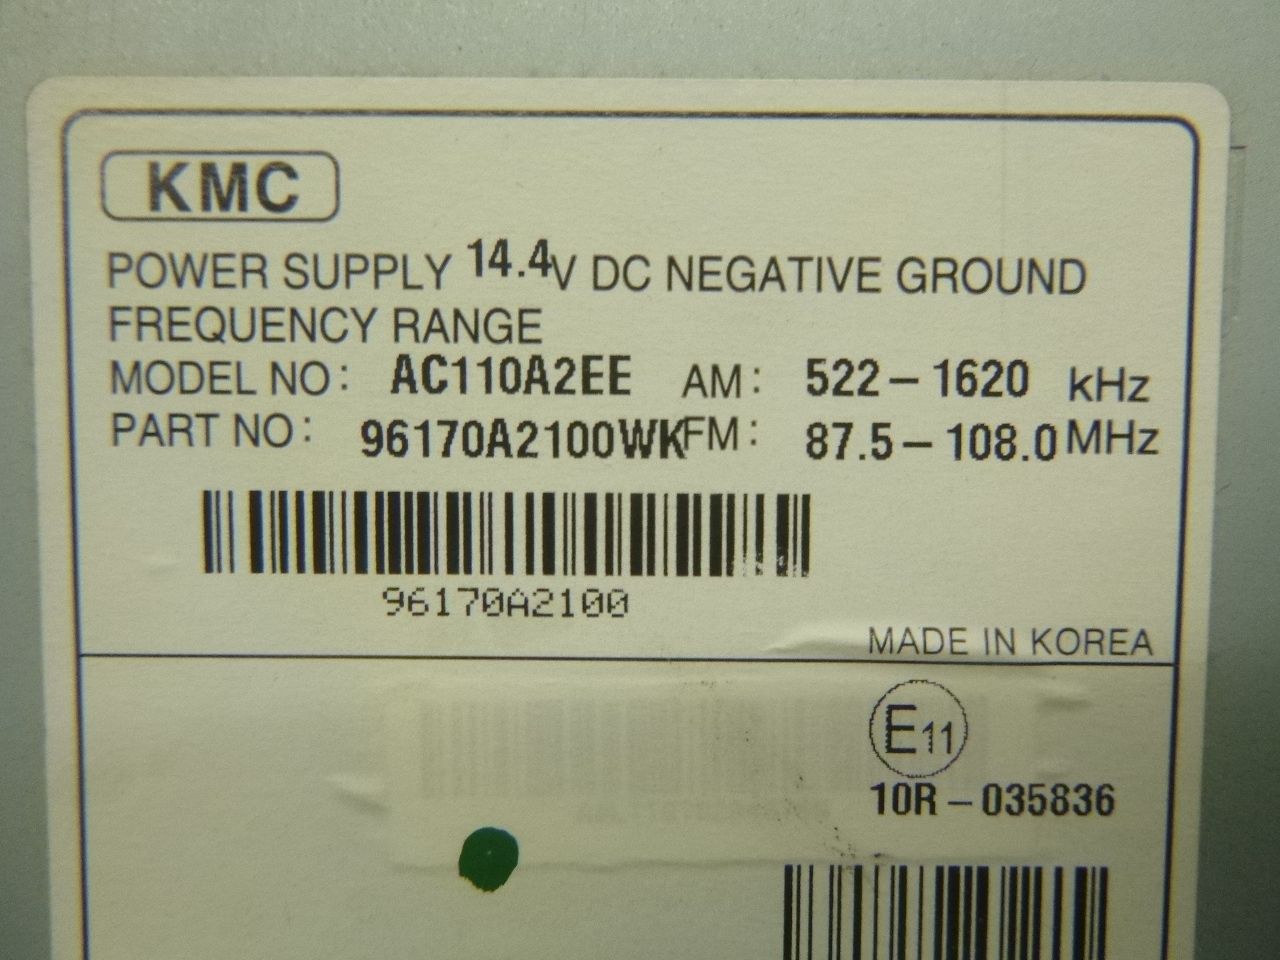 KMC
POWER SUPPLY 14.4V DC NEGATIVE GROUND
FREQUENCY RANGE
MODEL NO: AC110A2EE AM: 522-1620 kHz
PART NO: 96170A2100WK FM: 87.5-108.0 MHz
96170A2100
MADE IN KOREA
E11
10R-035836